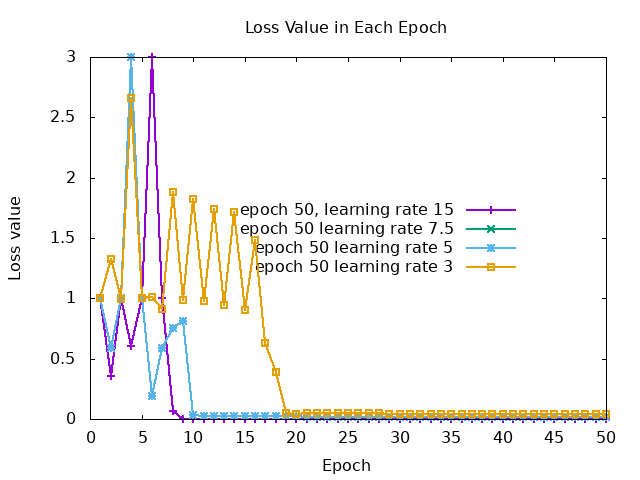 Loss Value in Each Epoch
3
2.5
2
1.5
1
0.5
0
Loss value
epoch 50, learning rate 15
epoch 50 learning rate 7.5
epoch 50 learning rate 5
epoch 50 learning rate 3
0 5 10 15 20 25 30 35 40 45 50
Epoch